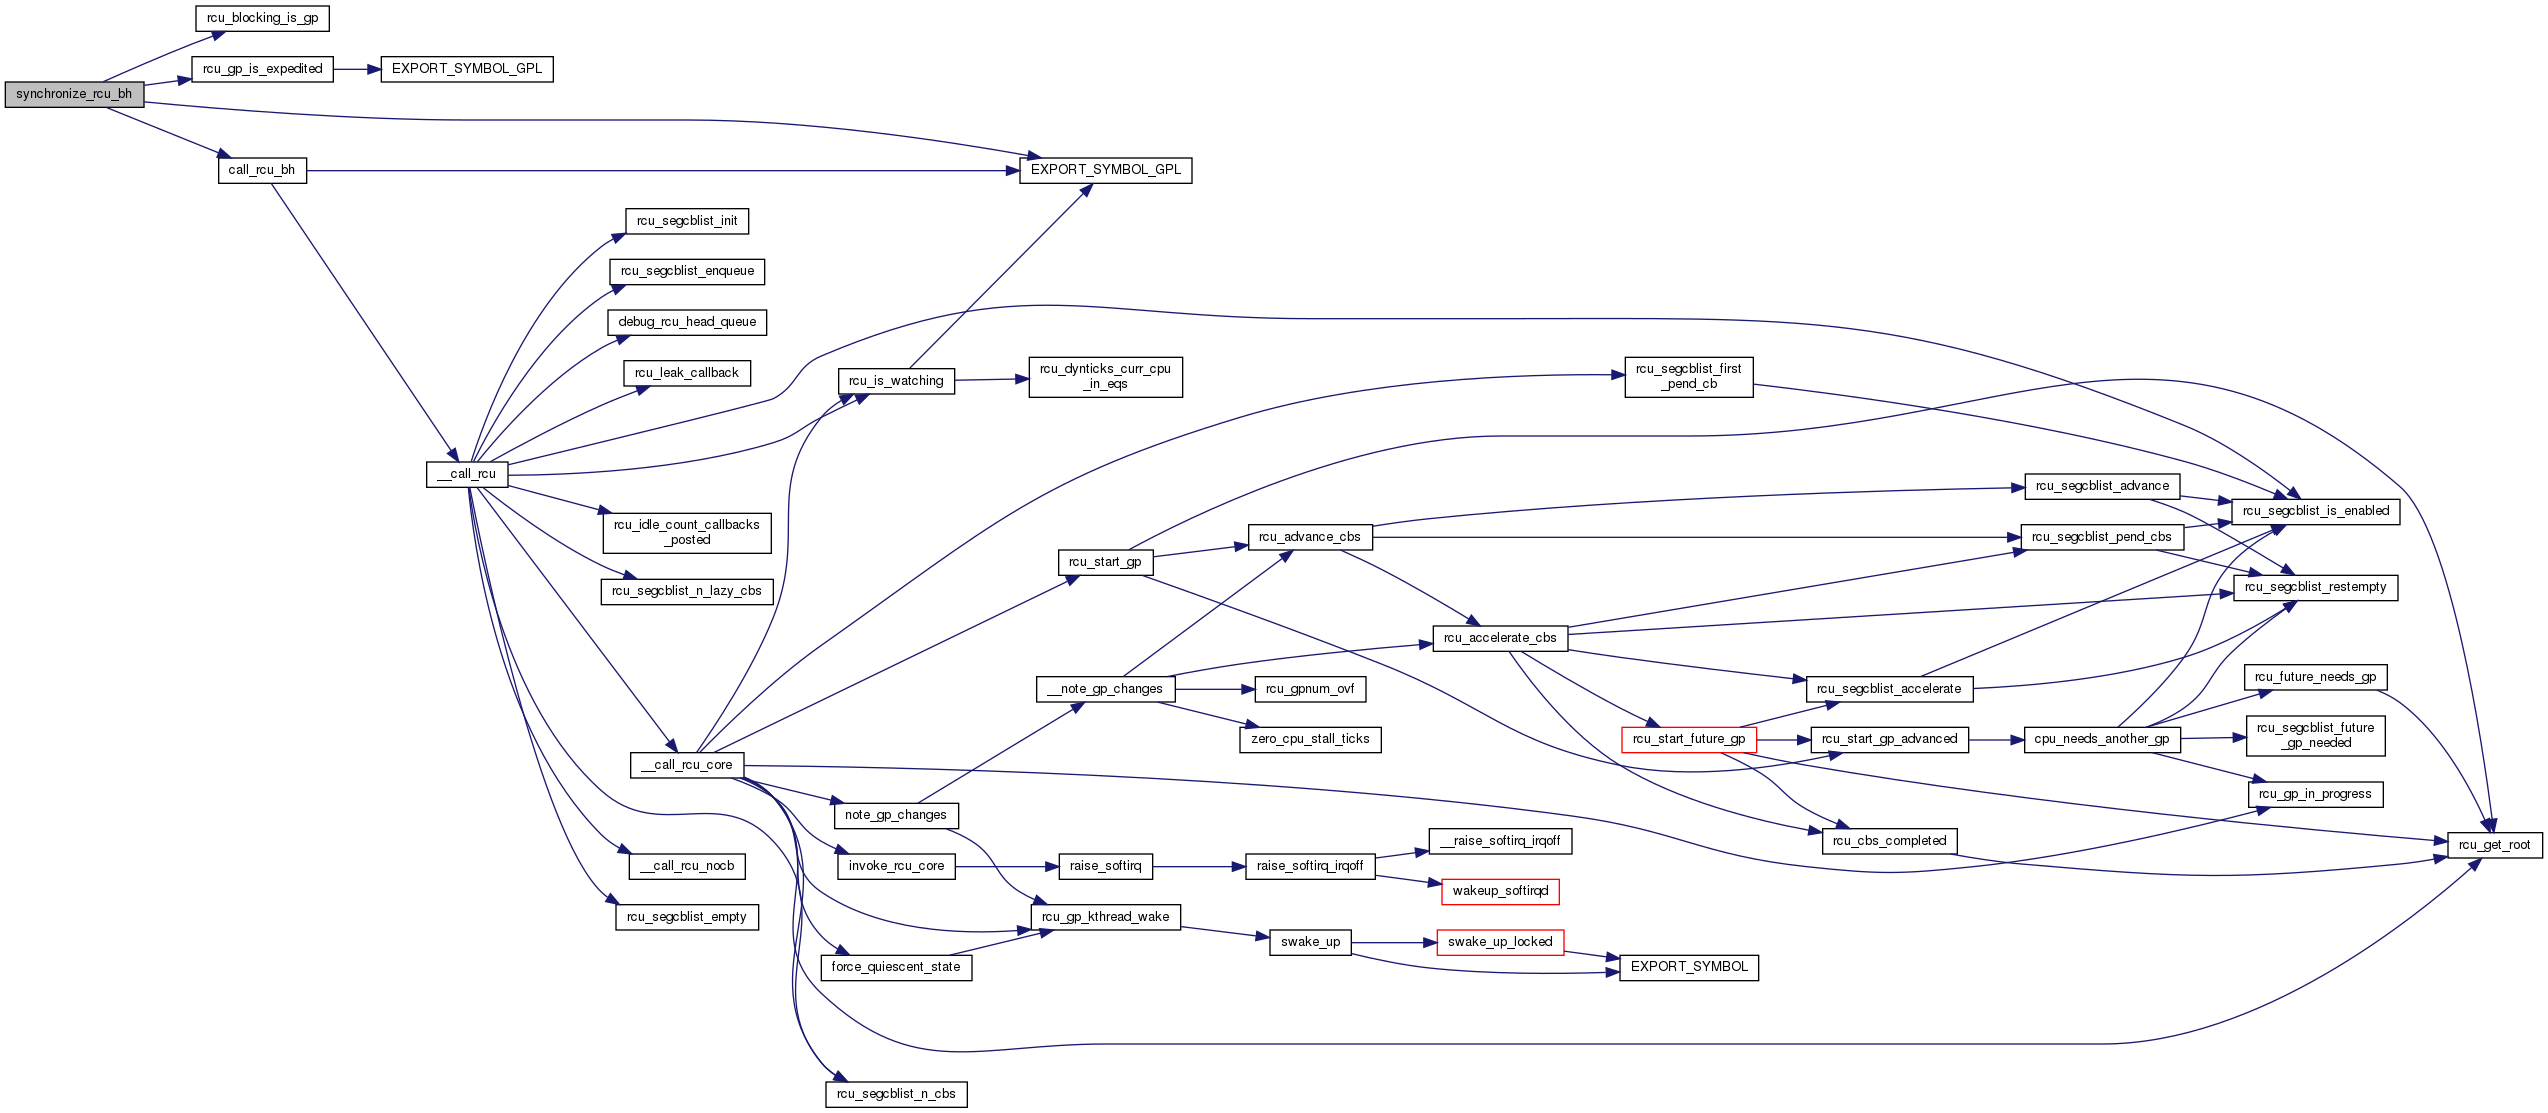 rcu_blocking_is_gp
rcu_gp_is_expedited
EXPORT_SYMBOL_GPL
synchronize_rcu_bh
call_rcu_bh
EXPORT_SYMBOL_GPL
rcu_segcblist_init
rcu_segcblist_enqueue
debug_rcu_head_queue
rcu_leak_callback
rcu_is_watching
rcu_dynticks_curr_cpu
_in_eqs
rcu_segcblist_first
_pend_cb
__call_rcu
rcu_segcblist_advance
rcu_segcblist_is_enabled
rcu_idle_count_callbacks
_posted
rcu_advance_cbs
rcu_segcblist_pend_cbs
rcu_start_gp
rcu_segcblist_n_lazy_cbs
rcu_segcblist_restempty
rcu_accelerate_cbs
rcu_future_needs_gp
__note_gp_changes
rcu_gpnum_ovf
rcu_segcblist_accelerate
zero_cpu_stall_ticks
rcu_start_future_gp
rcu_start_gp_advanced
cpu_needs_another_gp
rcu_segcblist_future
_gp_needed
__call_rcu_core
rcu_gp_in_progress
note_gp_changes
__raise_softirq_irqoff
rcu_cbs_completed
rcu_get_root
__call_rcu_nocb
invoke_rcu_core
raise_softirq
raise_softirq_irqoff
wakeup_softirqd
rcu_segcblist_empty
rcu_gp_kthread_wake
swake_up
swake_up_locked
force_quiescent_state
EXPORT_SYMBOL
rcu_segcblist_n_cbs